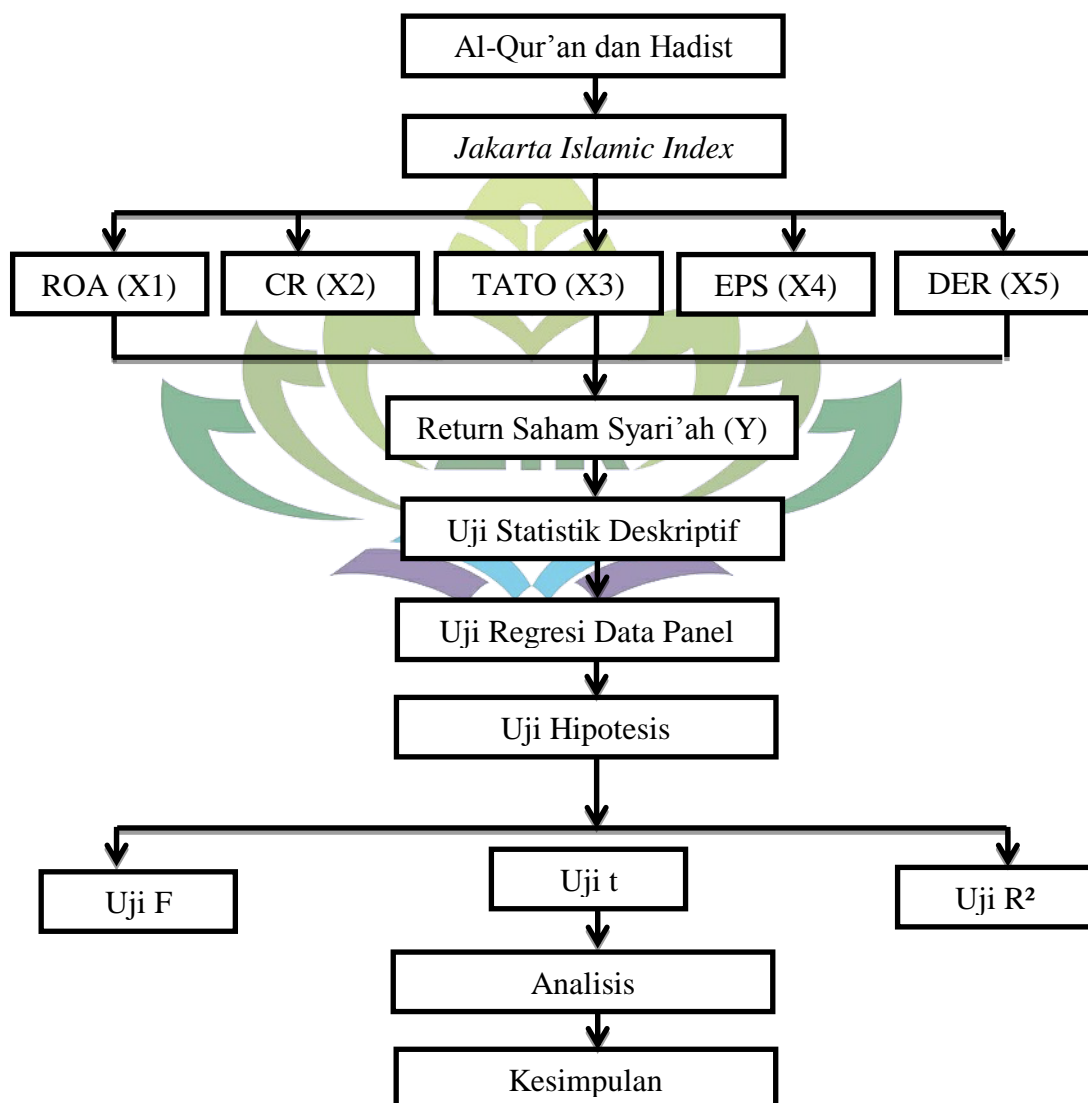 Al-Qur’an dan Hadist
Jakarta Islamic Index
ROA (X1)
CR (X2)
TATO (X3)
EPS (X4)
DER (X5)
Return Saham Syari’ah (Y)
Uji Statistik Deskriptif
Uji Regresi Data Panel
Uji Hipotesis
Uji F
Uji t
Uji R²
Analisis
Kesimpulan